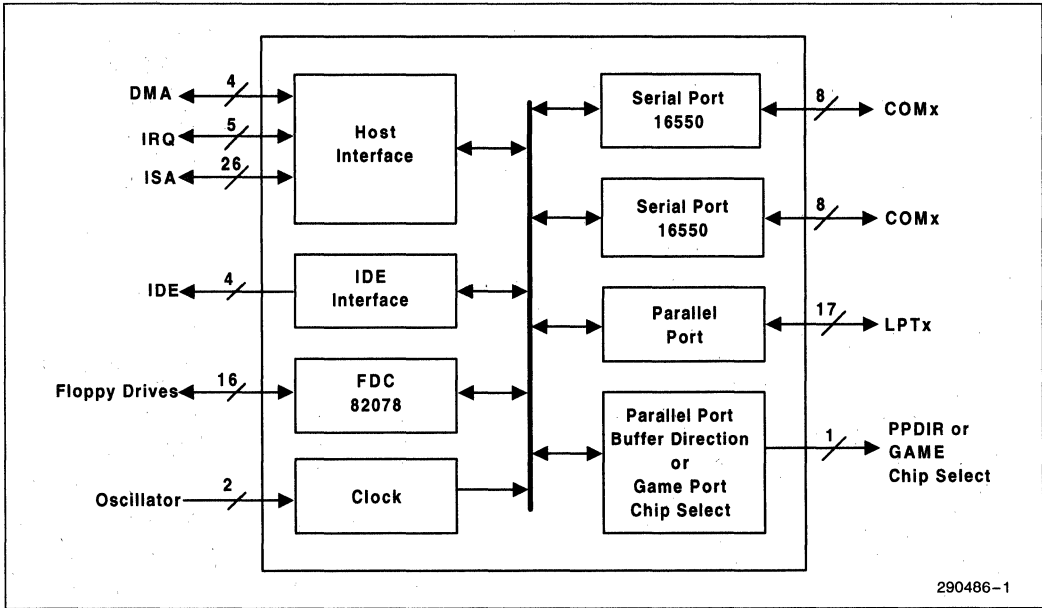 DMA
4
IRQ
5
ISA
26
Host
Interface
IDE
4
IDE
Interface
Floppy Drives
16
FDC
82078
Oscillator
2
Clock
Serial Port
16550
8
COMx
Serial Port
16550
8
COMx
Parallel
Port
17
LPTx
Parallel Port
Buffer Direction
or
Game Port
Chip Select
1
PPDIR or
GAME
Chip Select
290486-1